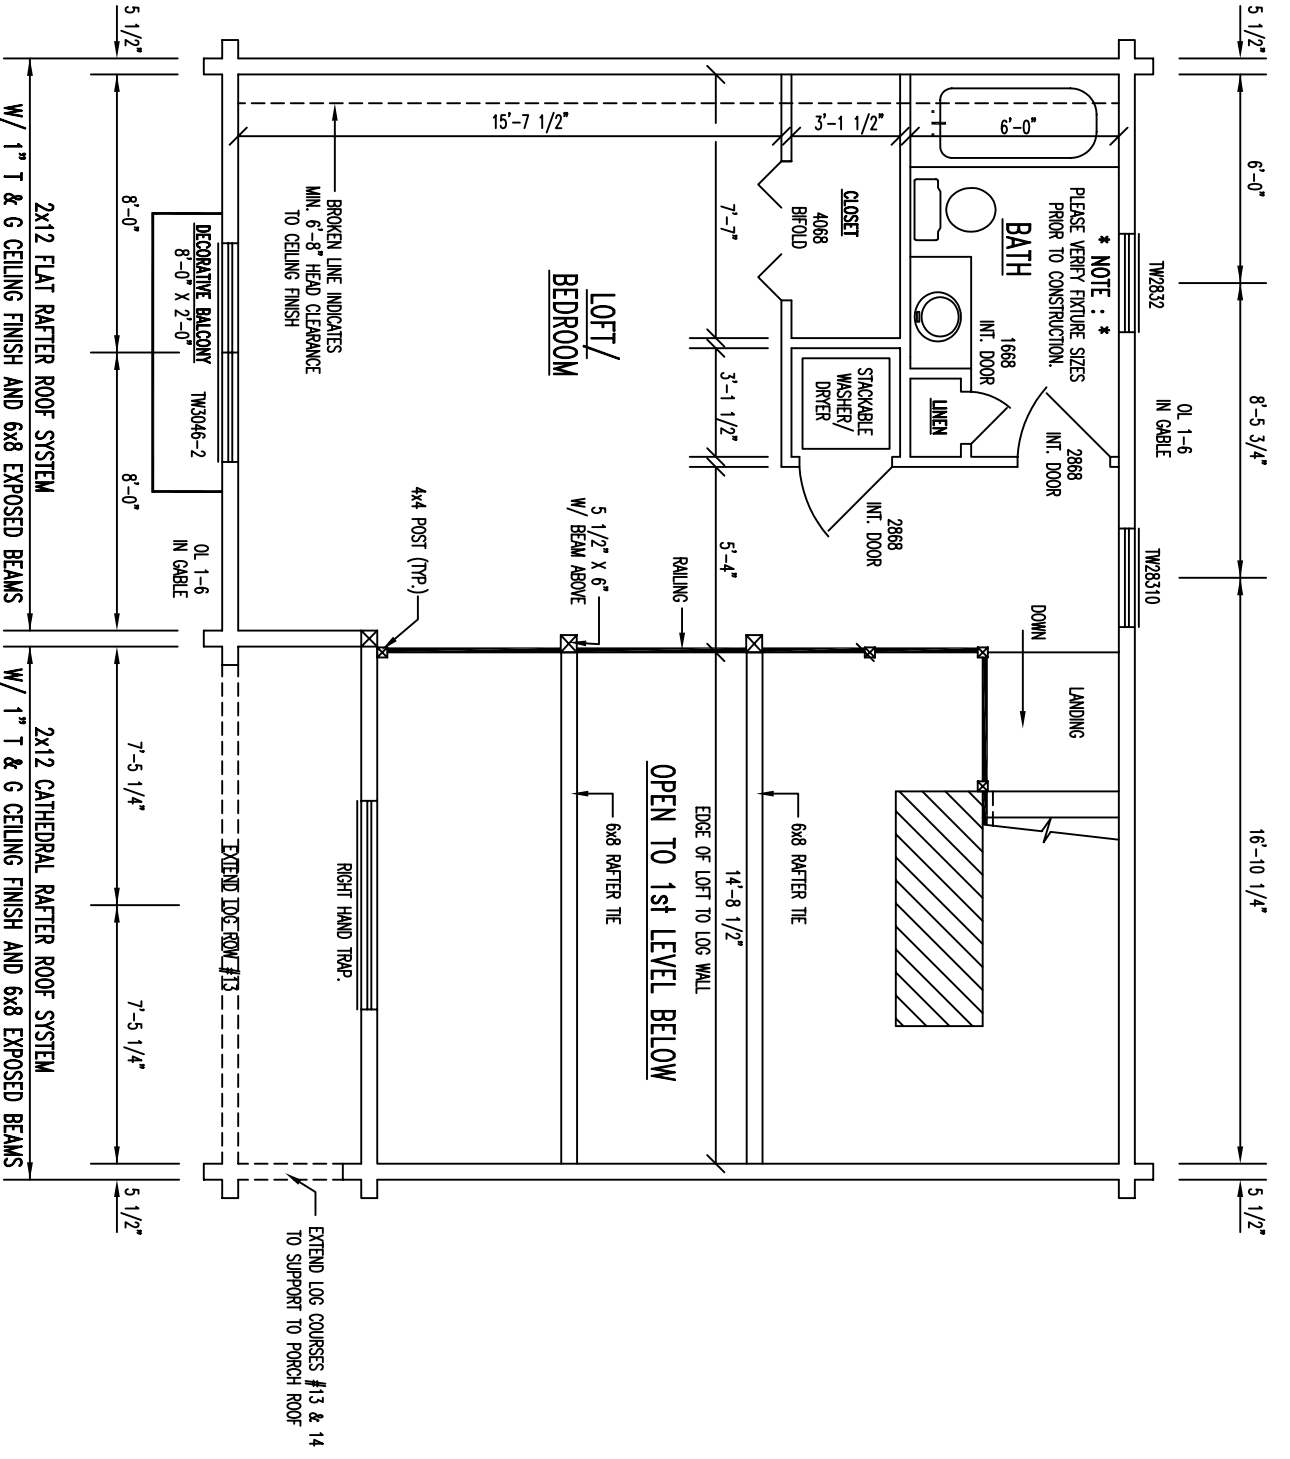 5 1/2"
6'-0"
8'-5 3/4"
16'-10 1/4"
5 1/2"
TW2832
OL 1-6
IN GABLE
TW28310
* NOTE : *
PLEASE VERIFY FIXTURE SIZES
PRIOR TO CONSTRUCTION.
BATH
1668
INT. DOOR
2868
INT. DOOR
LINEN
DOWN
LANDING
6'-0"
3'-1 1/2"
15'-7 1/2"
CLOSET
4068
BIFOLD
STACKABLE
WASHER/
DRYER
2868
INT. DOOR
7'-7"
3'-1 1/2"
5'-4"
14'-8 1/2"
EDGE OF LOFT TO LOG WALL
6x8 RAFTER TIE
RAILING
OPEN TO 1st LEVEL BELOW
LOFT/
BEDROOM
5 1/2" X 6"
W/ BEAM ABOVE
6x8 RAFTER TIE
4x4 POST (TYP.)
BROKEN LINE INDICATES
MIN. 6'-8" HEAD CLEARANCE
TO CEILING FINISH
RIGHT HAND TRAP.
EXTEND LOG COURSES #13 & 14
TO SUPPORT TO PORCH ROOF
EXTEND LOG ROW #13
DECORATIVE BALCONY
8'-0" X 2'-0"
TW3046-2
OL 1-6
IN GABLE
5 1/2"
8'-0"
8'-0"
7'-5 1/4"
7'-5 1/4"
5 1/2"
2x12 FLAT RAFTER ROOF SYSTEM
W/ 1" T & G CEILING FINISH AND 6x8 EXPOSED BEAMS
2x12 CATHEDRAL RAFTER ROOF SYSTEM
W/ 1" T & G CEILING FINISH AND 6x8 EXPOSED BEAMS